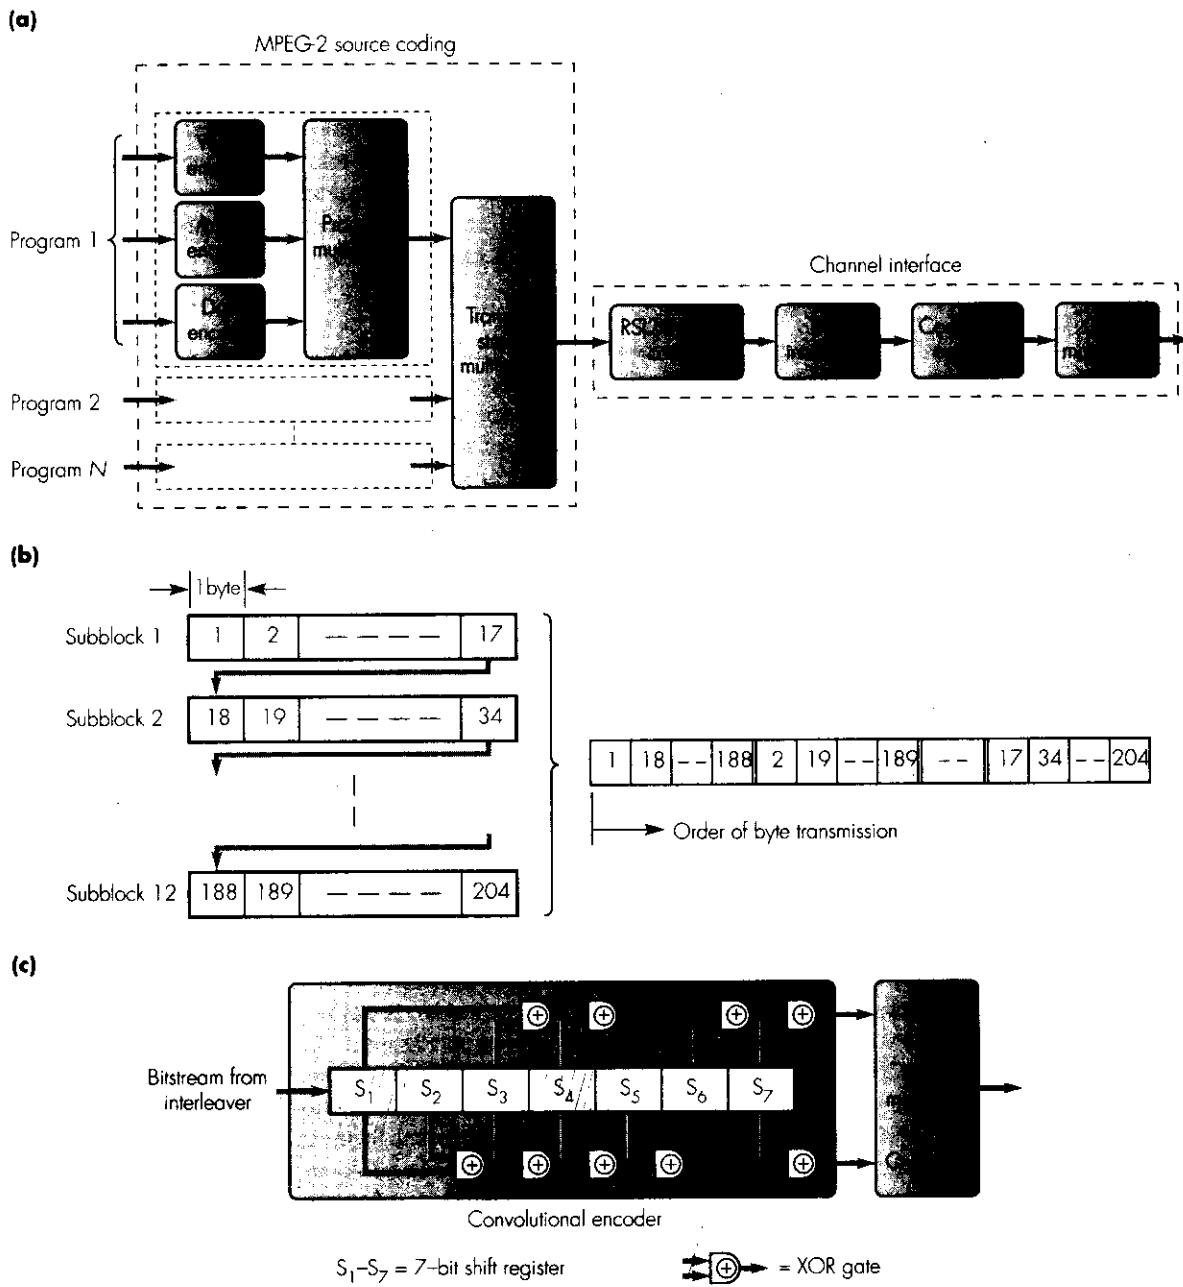 (a)
MPEG-2 source coding
Program 1
Program 2
Program N
Channel interface
(b)
1 byte
Subblock 1
1 2 – – – – 17
Subblock 2
18 19 – – – – 34
Subblock 12
188 189 – – – – 204
1 18 – – 188 2 19 – – 189 – – 17 34 – – 204
Order of byte transmission
(c)
Bitstream from
interleaver
S1 S2 S3 S4 S5 S6 S7
Convolutional encoder
S1–S7 = 7–bit shift register
= XOR gate